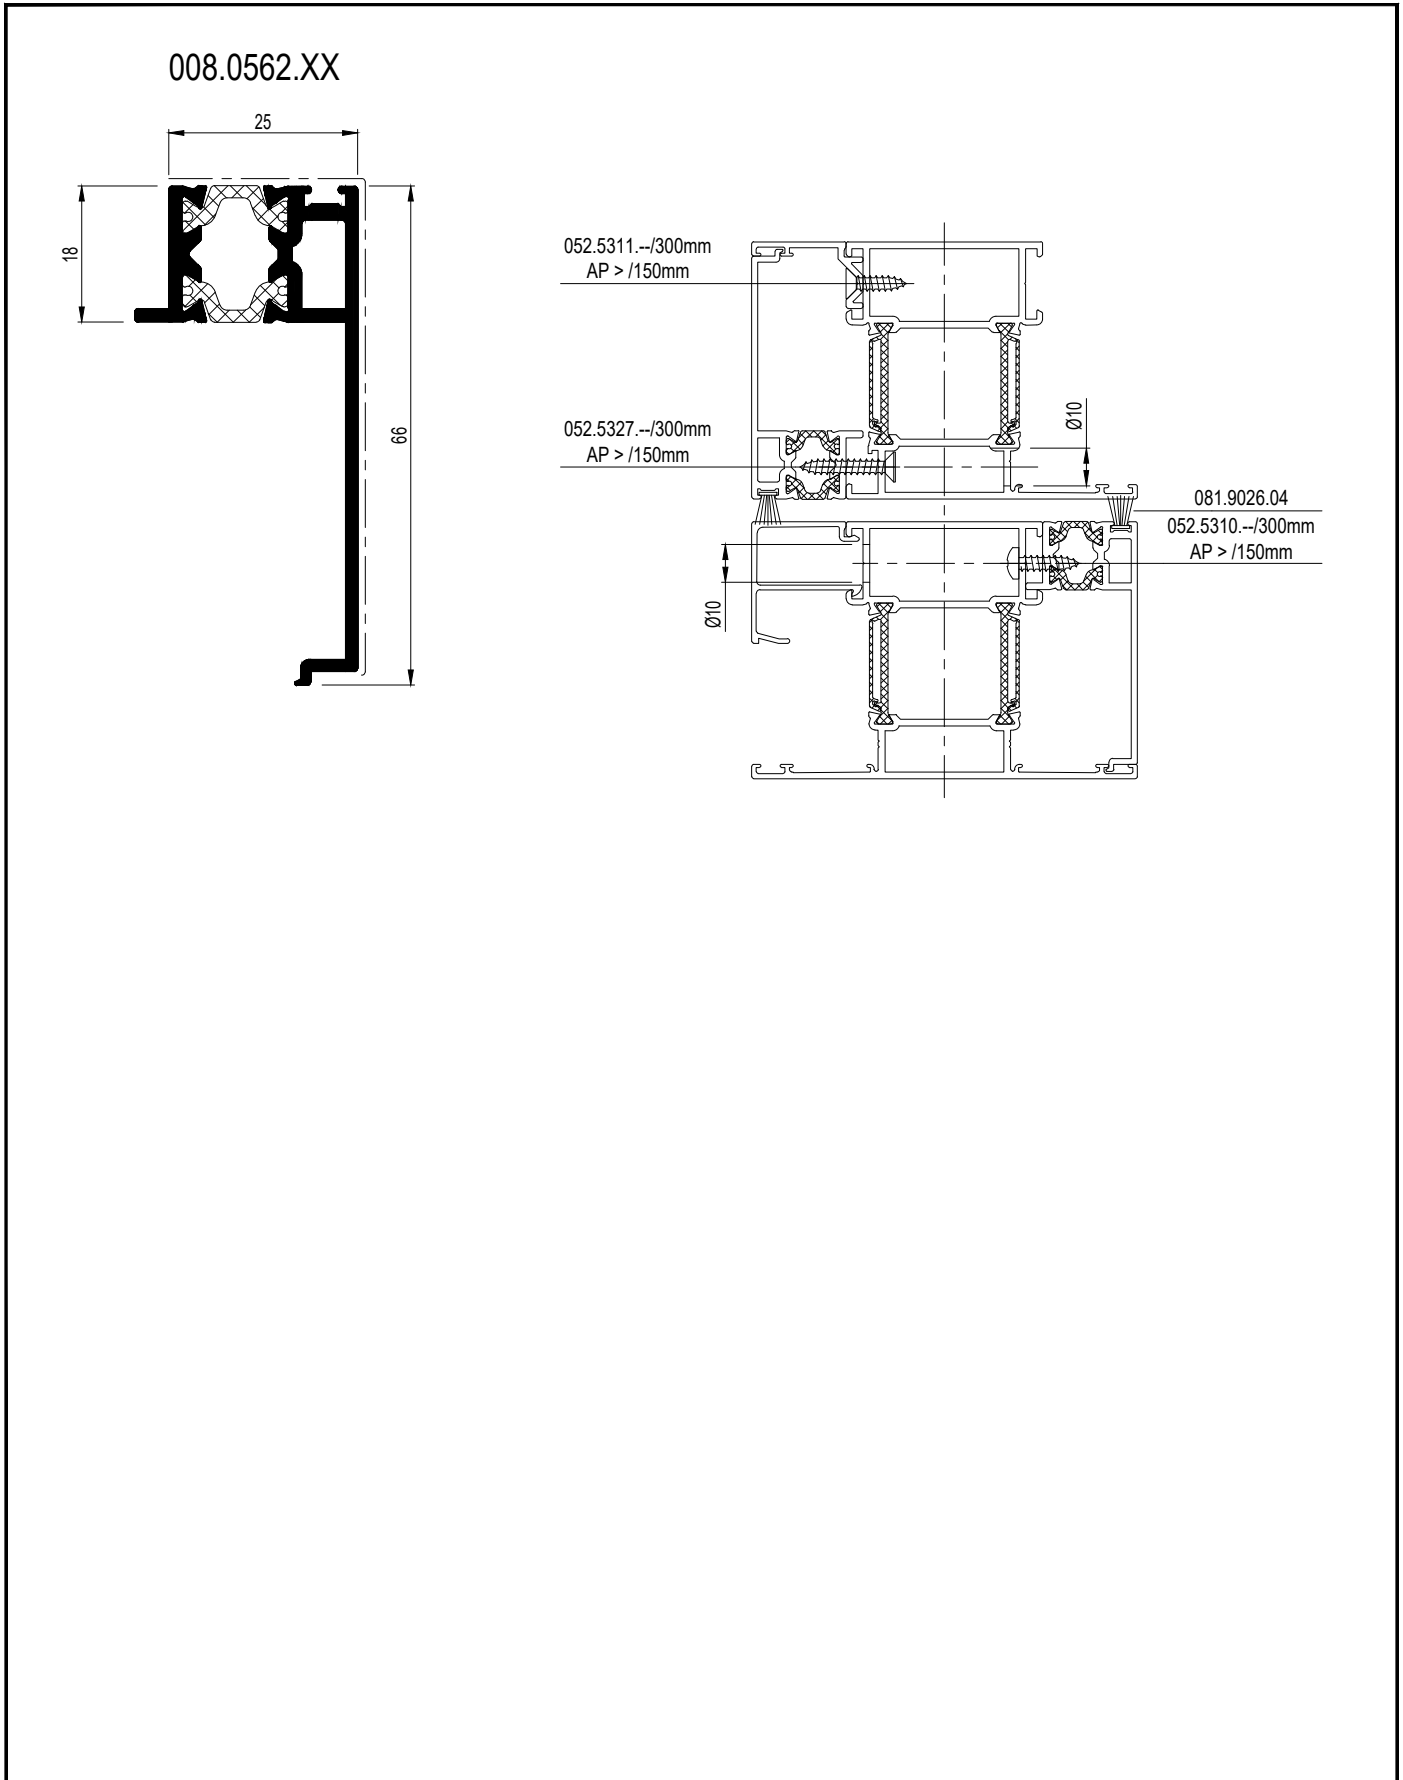 008.0562.XX
25
18
66
052.5311.--/300mm
AP > /150mm
052.5327.--/300mm
AP > /150mm
Ø10
081.9026.04
052.5310.--/300mm
AP > /150mm
Ø10